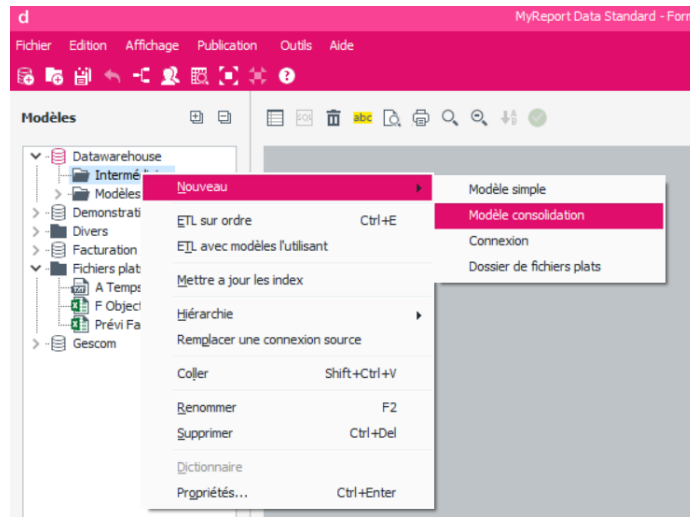 d
MyReport Data Standard - Forr
Fichier Edition Affichage Publication Outils Aide
Modèles
abc
Datawarehouse
Nouveau
Modèle simple
Modèles
ETL sur ordre Ctrl+E
Modèle consolidation
Demonstrati
ETL avec modèles l'utilisant
Connexion
Divers
Dossier de fichiers plats
Facturation
Mettre a jour les index
Fichiers plat
A Temps
Hiérarchie
F Object
Remplacer une connexion source
Prévi Fa
Gescom
Coller Shift+Ctrl+V
Renommer F2
Supprimer Ctrl+Del
Dictionnaire
Propriétés... Ctrl+Enter